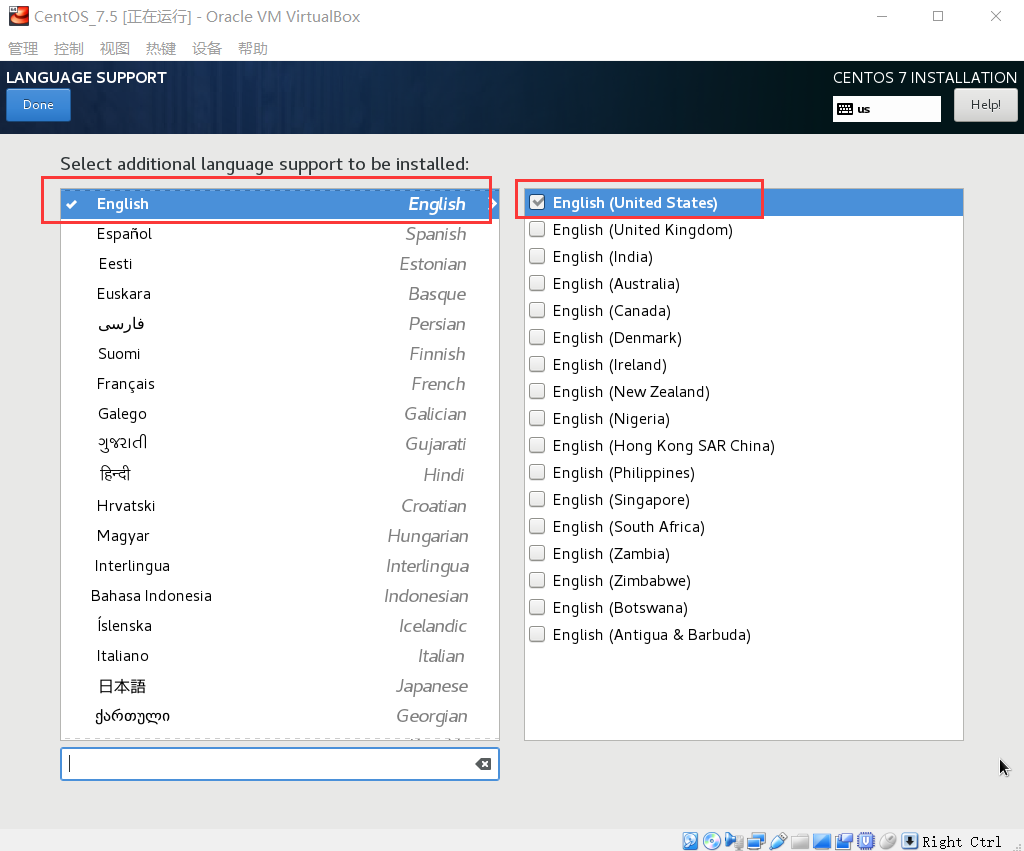 CentOS_7.5 [正在运行] - Oracle VM VirtualBox
管理 控制 视图 热键 设备 帮助
LANGUAGE SUPPORT
CENTOS 7 INSTALLATION
Done
us
Help!
Select additional language support to be installed:
English English
Español Spanish
Eesti Estonian
Euskara Basque
فارسی Persian
Suomi Finnish
Français French
Galego Galician
ગુજરાતી Gujarati
हिन्दी Hindi
Hrvatski Croatian
Magyar Hungarian
Interlingua Interlingua
Bahasa Indonesia Indonesian
Íslenska Icelandic
Italiano Italian
日本語 Japanese
ქართული Georgian
English (United States)
English (United Kingdom)
English (India)
English (Australia)
English (Canada)
English (Denmark)
English (Ireland)
English (New Zealand)
English (Nigeria)
English (Hong Kong SAR China)
English (Philippines)
English (Singapore)
English (South Africa)
English (Zambia)
English (Zimbabwe)
English (Botswana)
English (Antigua & Barbuda)
Right Ctrl